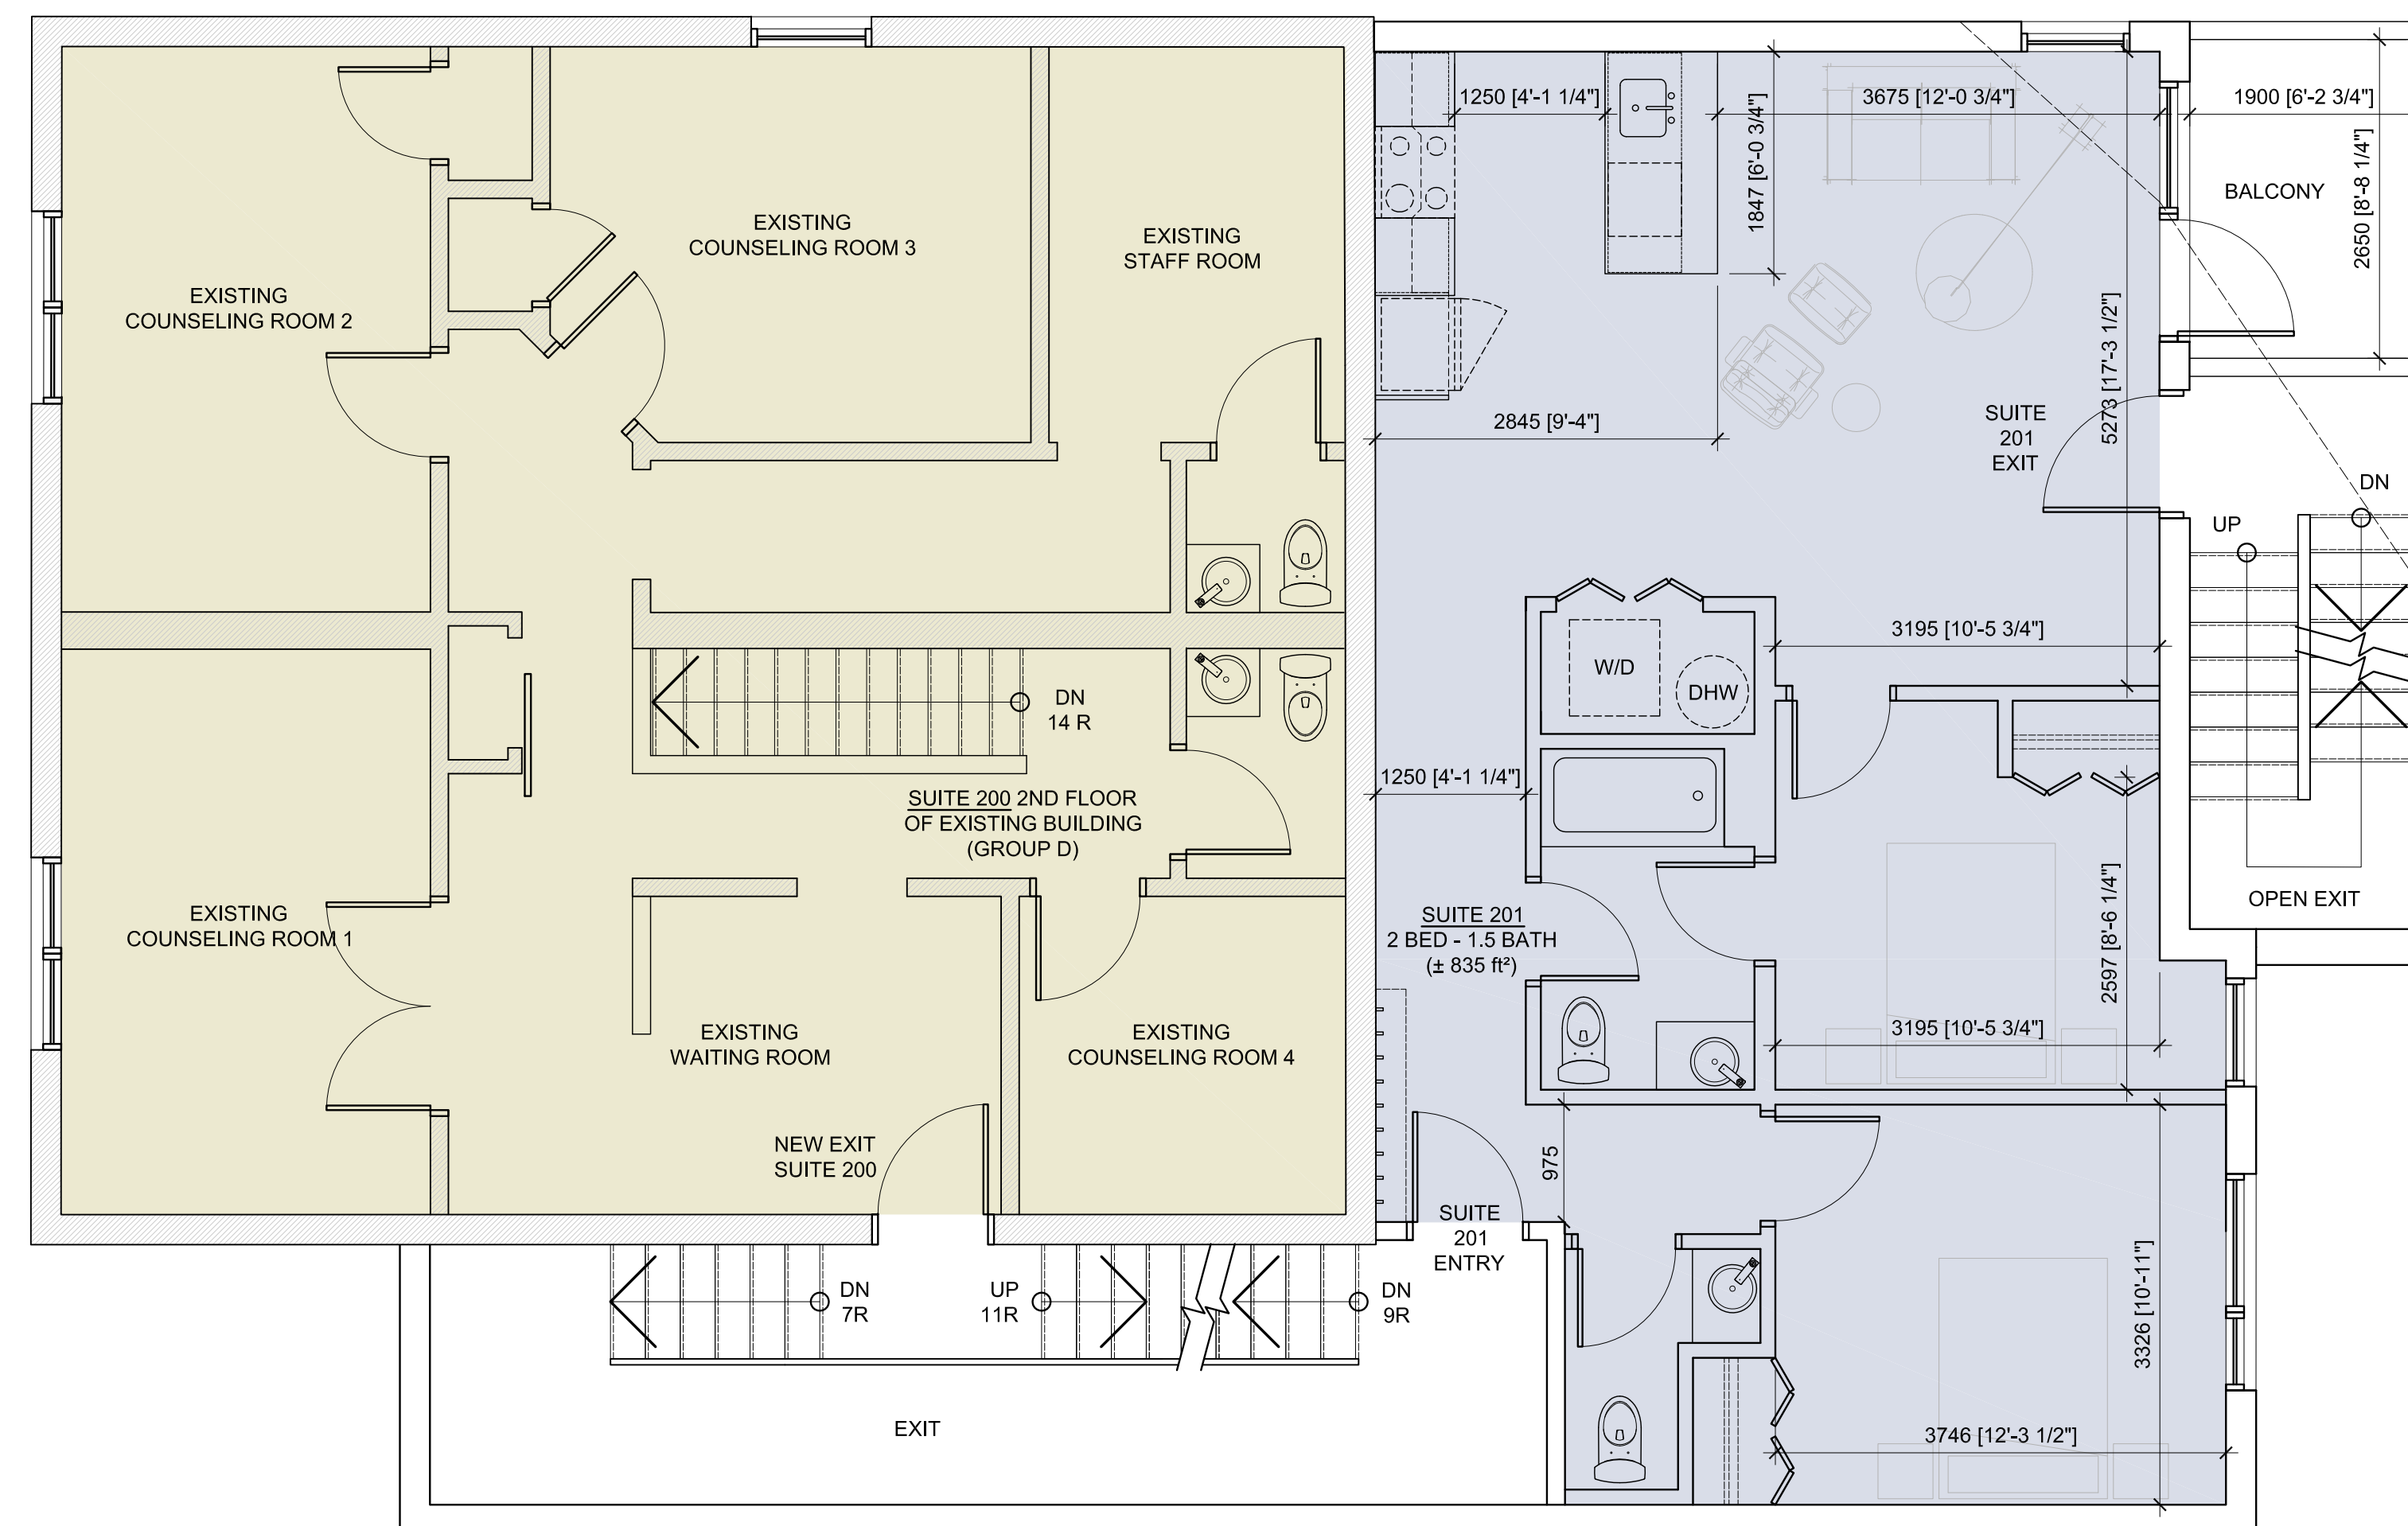 1250 [4'-1 1/4"]
3675 [12'-0 3/4"]
1900 [6'-2 3/4"]
1847 [6'-0 3/4"]
2650 [8'-8 1/4"]
BALCONY
EXISTING
COUNSELING ROOM 2
EXISTING
COUNSELING ROOM 3
EXISTING
STAFF ROOM
2845 [9'-4"]
5273 [17'-3 1/2"]
SUITE
201
EXIT
DN
UP
3195 [10'-5 3/4"]
W/D
DHW
DN
14 R
1250 [4'-1 1/4"]
SUITE 200 2ND FLOOR
OF EXISTING BUILDING
(GROUP D)
EXISTING
COUNSELING ROOM 1
SUITE 201
2 BED - 1.5 BATH
(± 835 ft²)
2597 [8'-6 1/4"]
OPEN EXIT
EXISTING
WAITING ROOM
EXISTING
COUNSELING ROOM 4
3195 [10'-5 3/4"]
NEW EXIT
SUITE 200
975
SUITE
201
ENTRY
DN
7R
UP
11R
DN
9R
3326 [10'-11"]
EXIT
3746 [12'-3 1/2"]